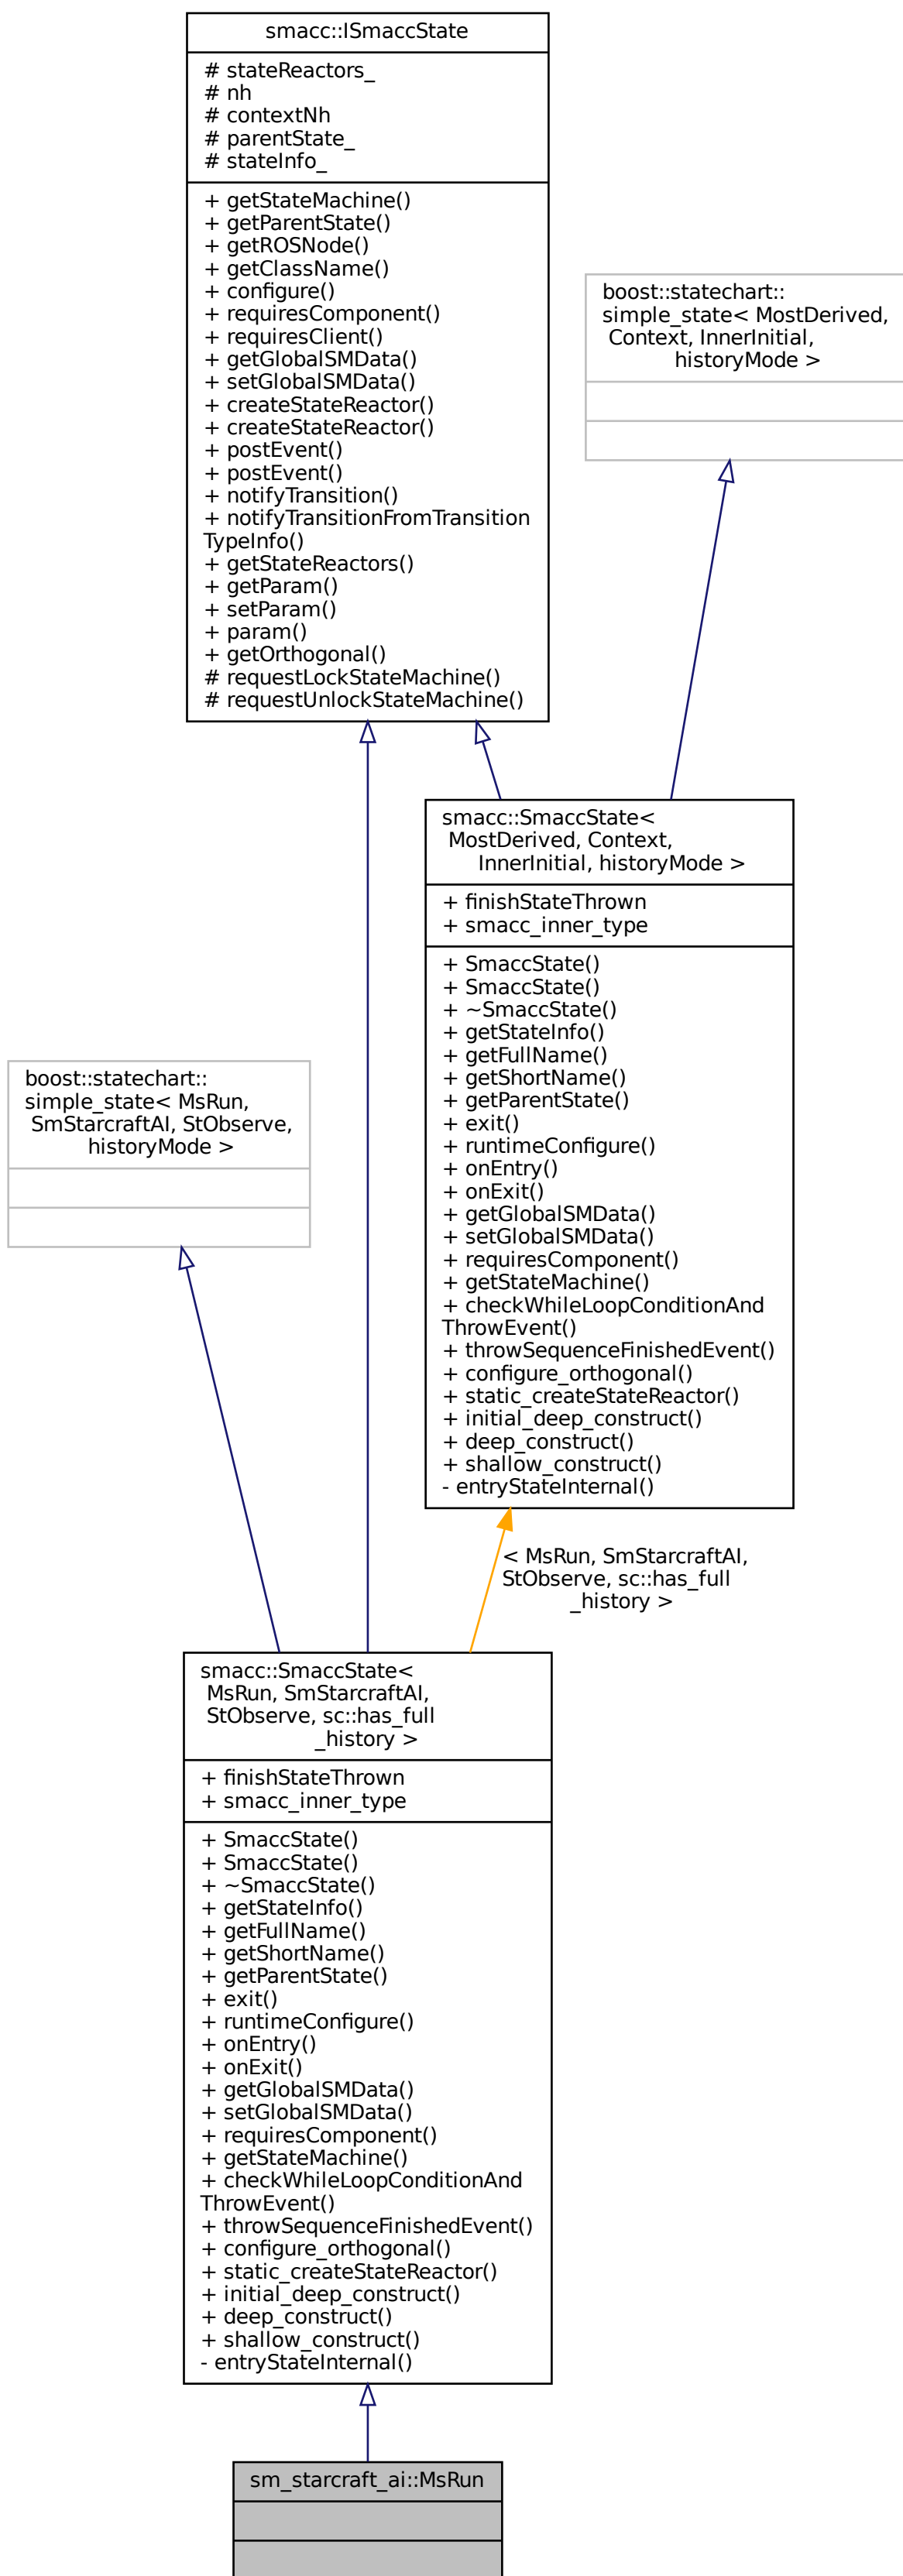 smacc::ISmaccState
# stateReactors_
# nh
# contextNh
# parentState_
# stateInfo_
+ getStateMachine()
+ getParentState()
+ getROSNode()
+ getClassName()
+ configure()
+ requiresComponent()
+ requiresClient()
+ getGlobalSMData()
+ setGlobalSMData()
+ createStateReactor()
+ createStateReactor()
+ postEvent()
+ postEvent()
+ notifyTransition()
+ notifyTransitionFromTransition
TypeInfo()
+ getStateReactors()
+ getParam()
+ setParam()
+ param()
+ getOrthogonal()
# requestLockStateMachine()
# requestUnlockStateMachine()
boost::statechart::
simple_state< MostDerived,
Context, InnerInitial,
historyMode >
smacc::SmaccState<
MostDerived, Context,
InnerInitial, historyMode >
+ finishStateThrown
+ smacc_inner_type
+ SmaccState()
+ SmaccState()
+ ~SmaccState()
+ getStateInfo()
+ getFullName()
+ getShortName()
+ getParentState()
+ exit()
+ runtimeConfigure()
+ onEntry()
+ onExit()
+ getGlobalSMData()
+ setGlobalSMData()
+ requiresComponent()
+ getStateMachine()
+ checkWhileLoopConditionAnd
ThrowEvent()
+ throwSequenceFinishedEvent()
+ configure_orthogonal()
+ static_createStateReactor()
+ initial_deep_construct()
+ deep_construct()
+ shallow_construct()
- entryStateInternal()
boost::statechart::
simple_state< MsRun,
SmStarcraftAI, StObserve,
historyMode >
< MsRun, SmStarcraftAI,
StObserve, sc::has_full
_history >
smacc::SmaccState<
MsRun, SmStarcraftAI,
StObserve, sc::has_full
_history >
+ finishStateThrown
+ smacc_inner_type
+ SmaccState()
+ SmaccState()
+ ~SmaccState()
+ getStateInfo()
+ getFullName()
+ getShortName()
+ getParentState()
+ exit()
+ runtimeConfigure()
+ onEntry()
+ onExit()
+ getGlobalSMData()
+ setGlobalSMData()
+ requiresComponent()
+ getStateMachine()
+ checkWhileLoopConditionAnd
ThrowEvent()
+ throwSequenceFinishedEvent()
+ configure_orthogonal()
+ static_createStateReactor()
+ initial_deep_construct()
+ deep_construct()
+ shallow_construct()
- entryStateInternal()
sm_starcraft_ai::MsRun